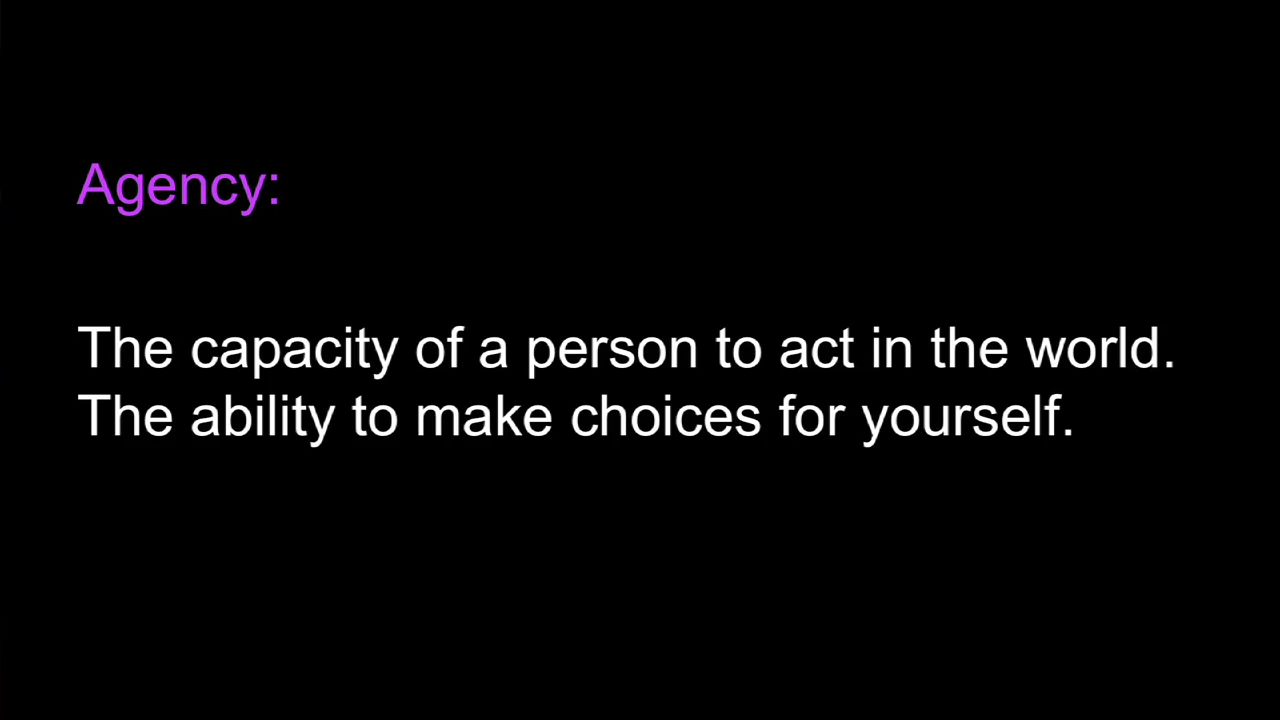 Agency:
The capacity of a person to act in the world.
The ability to make choices for yourself.